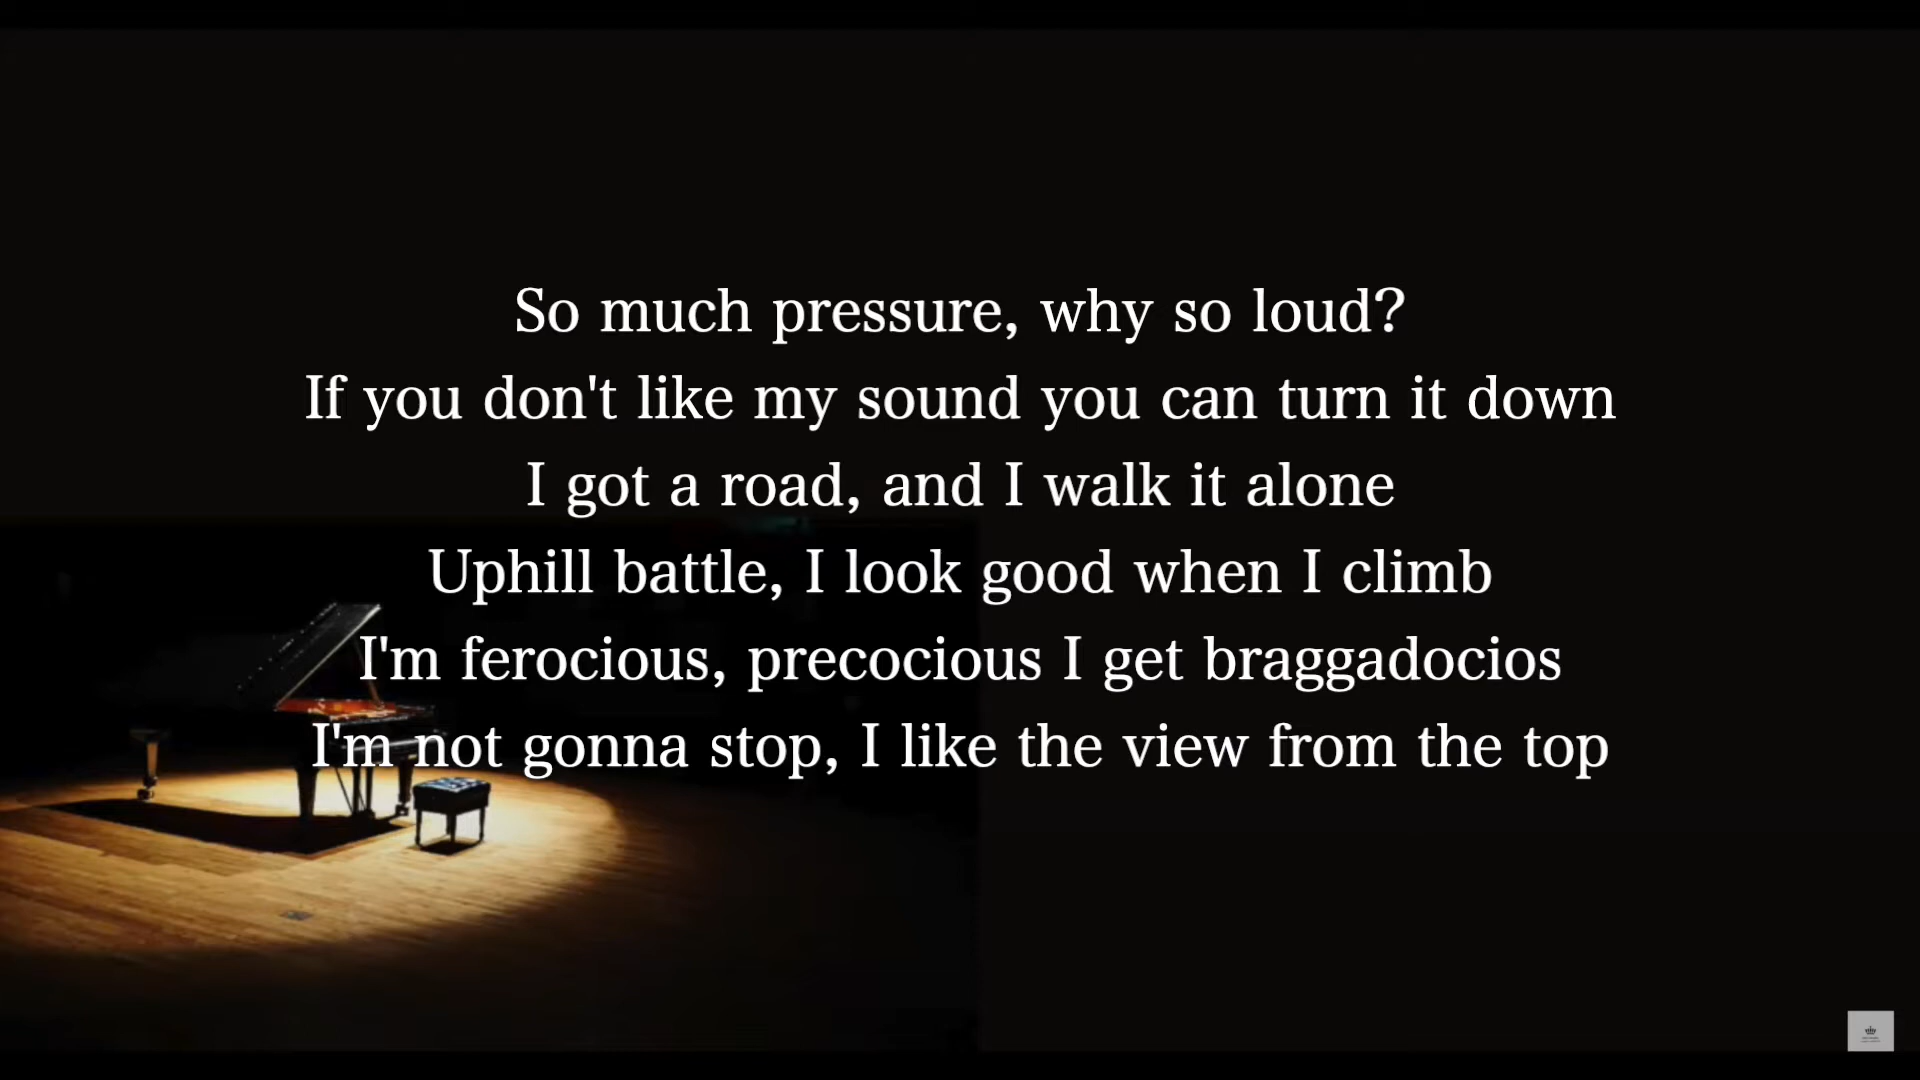 So much pressure, why so loud?
If you don't like my sound you can turn it down
I got a road, and I walk it alone
Uphill battle, I look good when I climb
I'm ferocious, precocious I get braggadocios
I'm not gonna stop, I like the view from the top